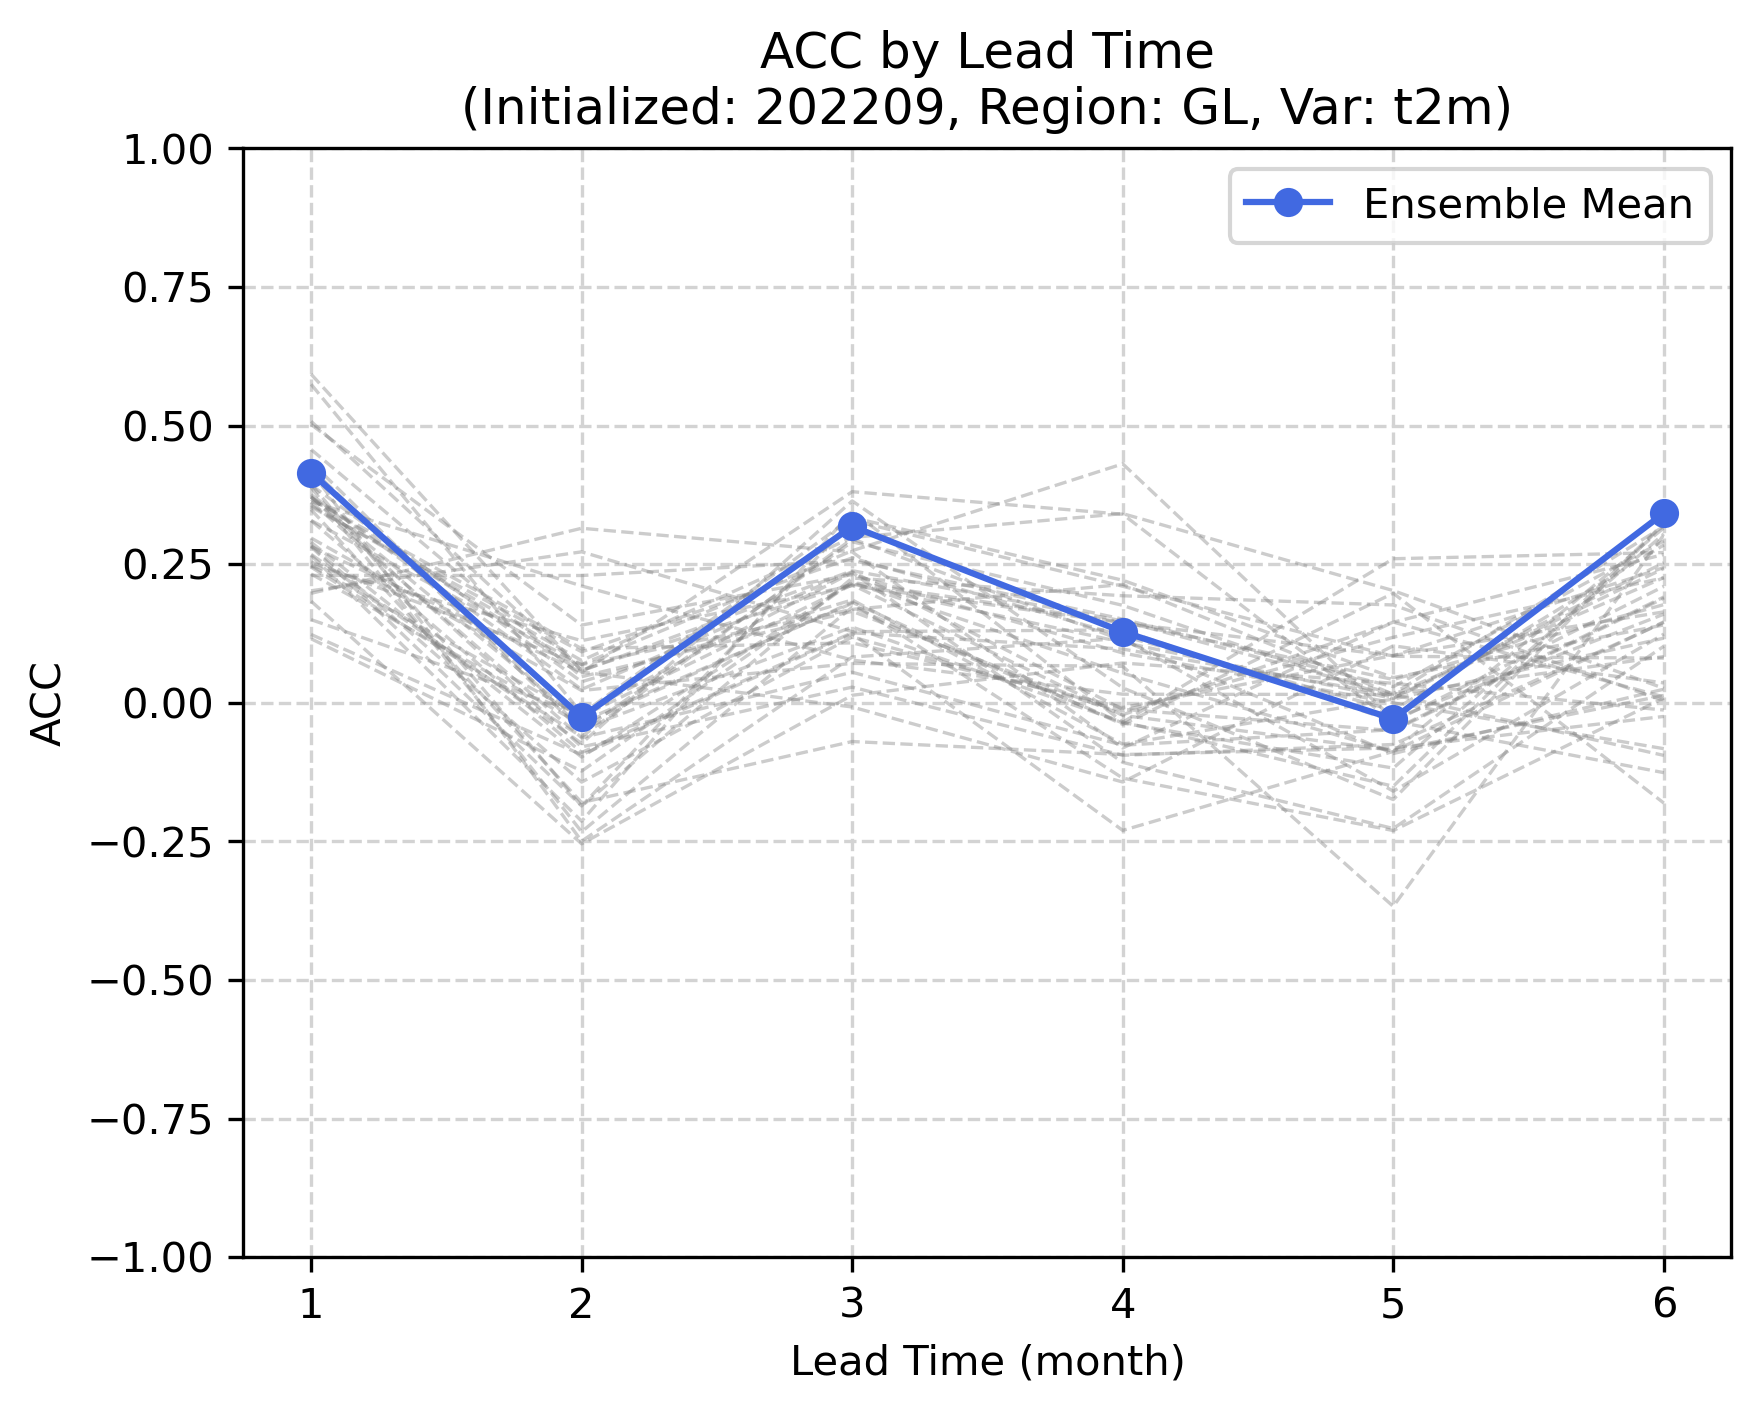 ACC by Lead Time
(Initialized: 202209, Region: GL, Var: t2m)
Ensemble Mean
1.00
0.75
0.50
0.25
0.00
−0.25
−0.50
−0.75
−1.00
ACC
1 2 3 4 5 6
Lead Time (month)